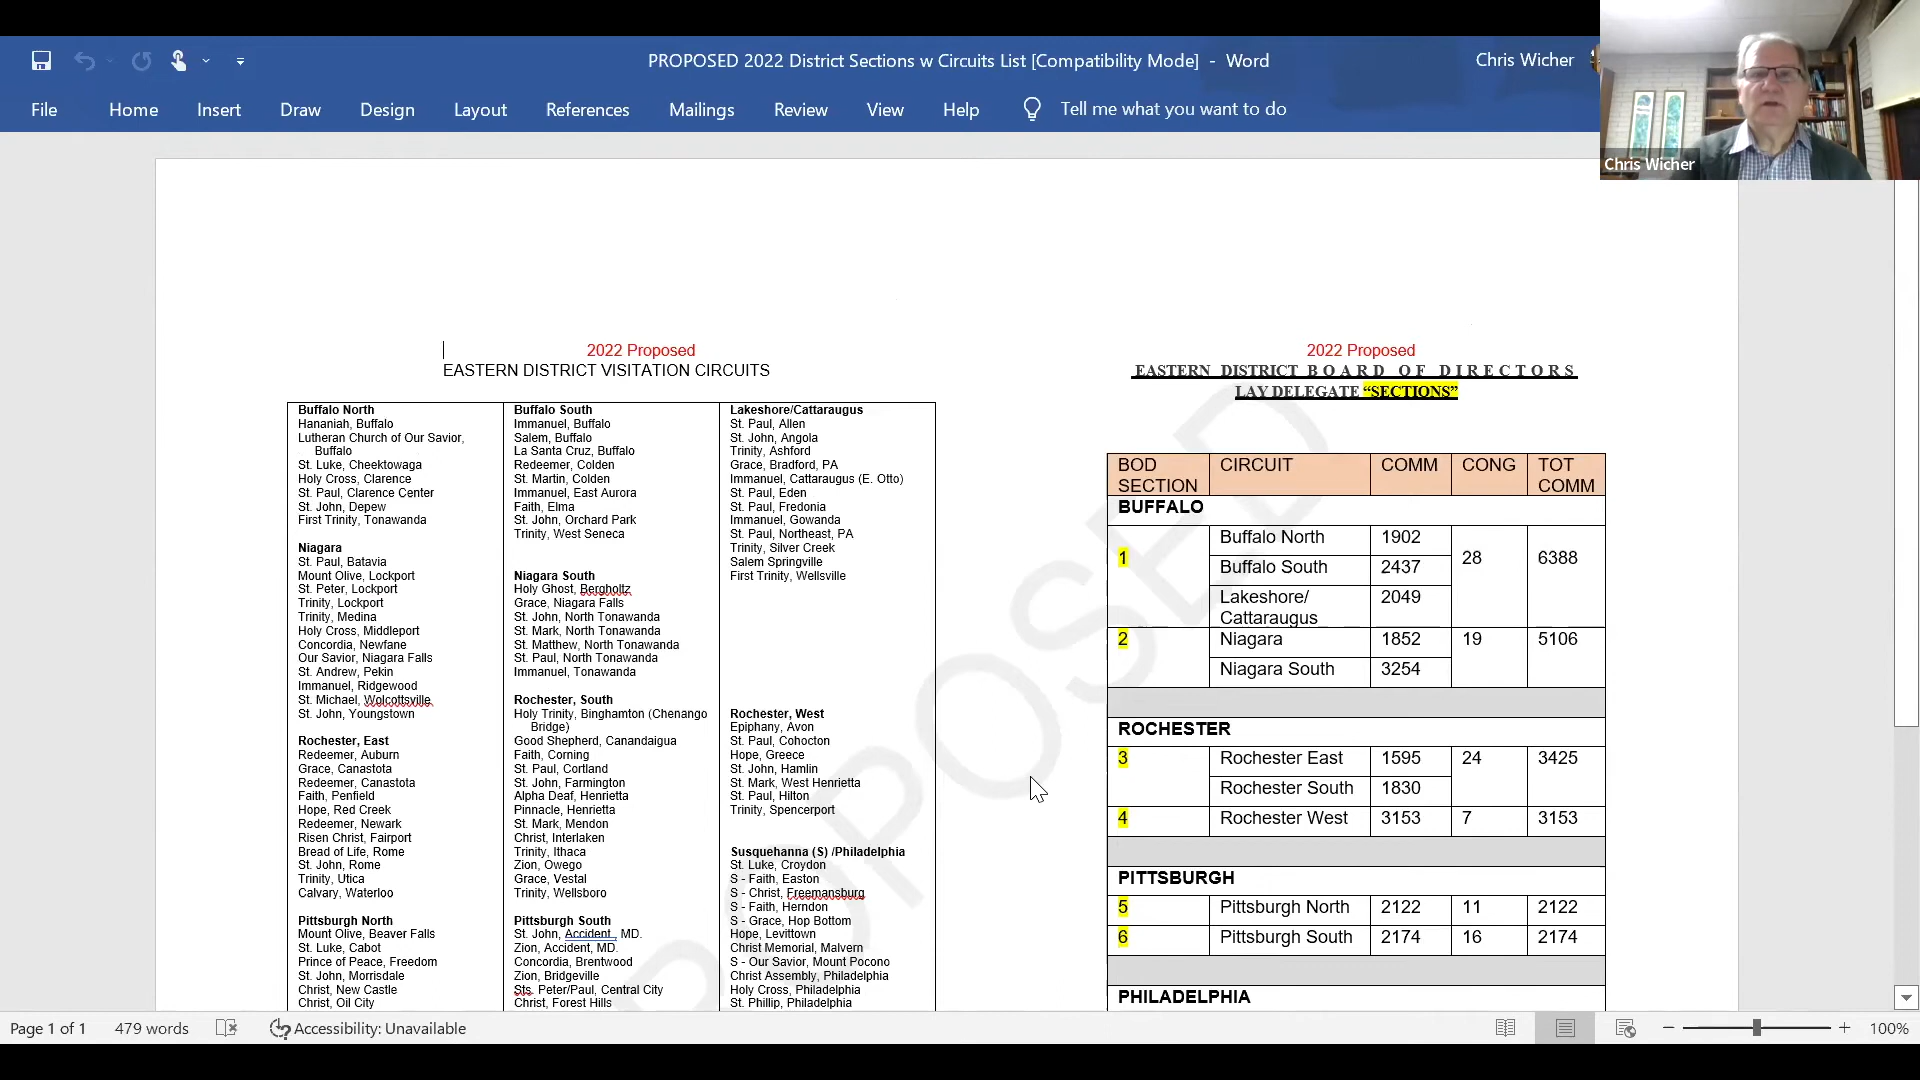 PROPOSED 2022 District Sections w Circuits List [Compatibility Mode] - Word
Chris Wicher
File Home Insert Draw Design Layout References Mailings Review View Help Tell me what you want to do
Chris Wicher
2022 Proposed
EASTERN DISTRICT VISITATION CIRCUITS
Buffalo North
Hananiah, Buffalo
Lutheran Church of Our Savior,
Buffalo
St. Luke, Cheektowaga
Holy Cross, Clarence
St. Paul, Clarence Center
St. John, Depew
First Trinity, Tonawanda
Niagara
St. Paul, Batavia
Mount Olive, Lockport
St. Peter, Lockport
Trinity, Lockport
Trinity, Medina
Holy Cross, Middleport
Concordia, Newfane
Our Savior, Niagara Falls
St. Andrew, Pekin
Immanuel, Ridgewood
St. Michael, Wolcottsville
St. John, Youngstown
Rochester, East
Redeemer, Auburn
Grace, Canastota
Redeemer, Canastota
Faith, Penfield
Hope, Red Creek
Redeemer, Newark
Risen Christ, Fairport
Bread of Life, Rome
St. John, Rome
Trinity, Utica
Calvary, Waterloo
Pittsburgh North
Mount Olive, Beaver Falls
St. Luke, Cabot
Prince of Peace, Freedom
St. John, Morrisdale
Christ, New Castle
Christ, Oil City
Buffalo South
Immanuel, Buffalo
Salem, Buffalo
La Santa Cruz, Buffalo
Redeemer, Colden
St. Martin, Colden
Immanuel, East Aurora
Faith, Elma
St. John, Orchard Park
Trinity, West Seneca
Niagara South
Holy Ghost, Bergholtz
Grace, Niagara Falls
St. John, North Tonawanda
St. Mark, North Tonawanda
St. Matthew, North Tonawanda
St. Paul, North Tonawanda
Immanuel, Tonawanda
Rochester, South
Holy Trinity, Binghamton (Chenango
Bridge)
Good Shepherd, Canandaigua
Faith, Corning
St. Paul, Cortland
St. John, Farmington
Alpha Deaf, Henrietta
Pinnacle, Henrietta
St. Mark, Mendon
Christ, Interlaken
Trinity, Ithaca
Zion, Owego
Grace, Vestal
Trinity, Wellsboro
Pittsburgh South
St. John, Accident, MD.
Zion, Accident, MD.
Concordia, Brentwood
Zion, Bridgeville
Sts. Peter/Paul, Central City
Christ, Forest Hills
Lakeshore/Cattaraugus
St. Paul, Allen
St. John, Angola
Trinity, Ashford
Grace, Bradford, PA
Immanuel, Cattaraugus (E. Otto)
St. Paul, Eden
St. Paul, Fredonia
Immanuel, Gowanda
St. Paul, Northeast, PA
Trinity, Silver Creek
Salem Springville
First Trinity, Wellsville
Rochester, West
Epiphany, Avon
St. Paul, Cohocton
Hope, Greece
St. John, Hamlin
St. Mark, West Henrietta
St. Paul, Hilton
Trinity, Spencerport
Susquehanna (S) /Philadelphia
St. Luke, Croydon
S - Faith, Easton
S - Christ, Freemansburg
S - Faith, Herndon
S - Grace, Hop Bottom
Hope, Levittown
Christ Memorial, Malvern
S - Our Savior, Mount Pocono
Christ Assembly, Philadelphia
Holy Cross, Philadelphia
St. Phillip, Philadelphia
2022 Proposed
EASTERN DISTRICT BOARD OF DIRECTORS
LAY DELEGATE “SECTIONS”
BOD SECTION CIRCUIT COMM CONG TOT COMM
BUFFALO
1 Buffalo North 1902 28 6388
Buffalo South 2437
Lakeshore/ Cattaraugus 2049
2 Niagara 1852 19 5106
Niagara South 3254
ROCHESTER
3 Rochester East 1595 24 3425
Rochester South 1830
4 Rochester West 3153 7 3153
PITTSBURGH
5 Pittsburgh North 2122 11 2122
6 Pittsburgh South 2174 16 2174
PHILADELPHIA
PROPOSED
Page 1 of 1 479 words Accessibility: Unavailable 100%